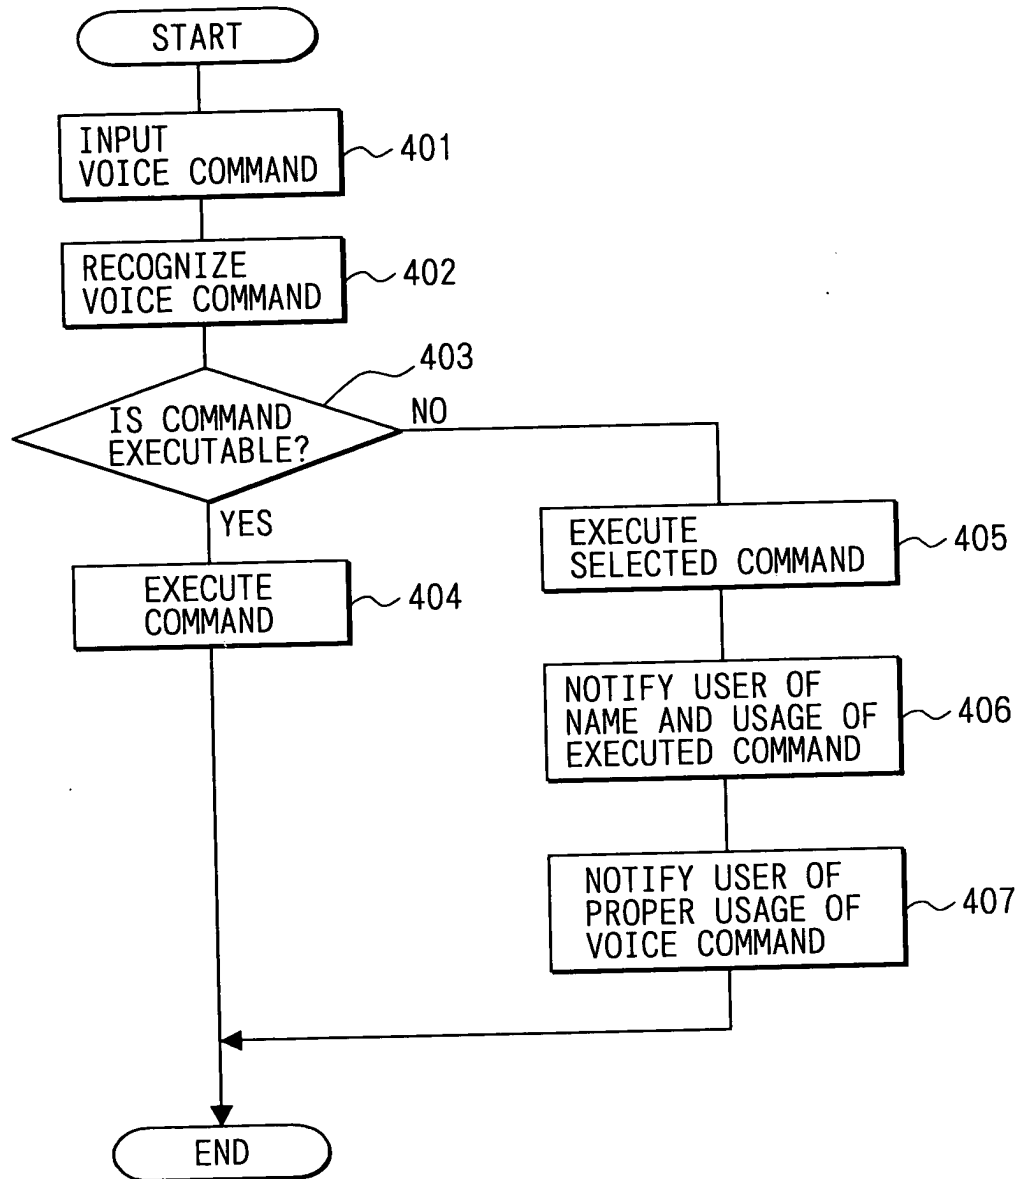 START
INPUT
VOICE COMMAND
401
RECOGNIZE
VOICE COMMAND
402
403
IS COMMAND
EXECUTABLE?
NO
YES
EXECUTE
COMMAND
404
EXECUTE
SELECTED COMMAND
405
NOTIFY USER OF
NAME AND USAGE OF
EXECUTED COMMAND
406
NOTIFY USER OF
PROPER USAGE OF
VOICE COMMAND
407
END